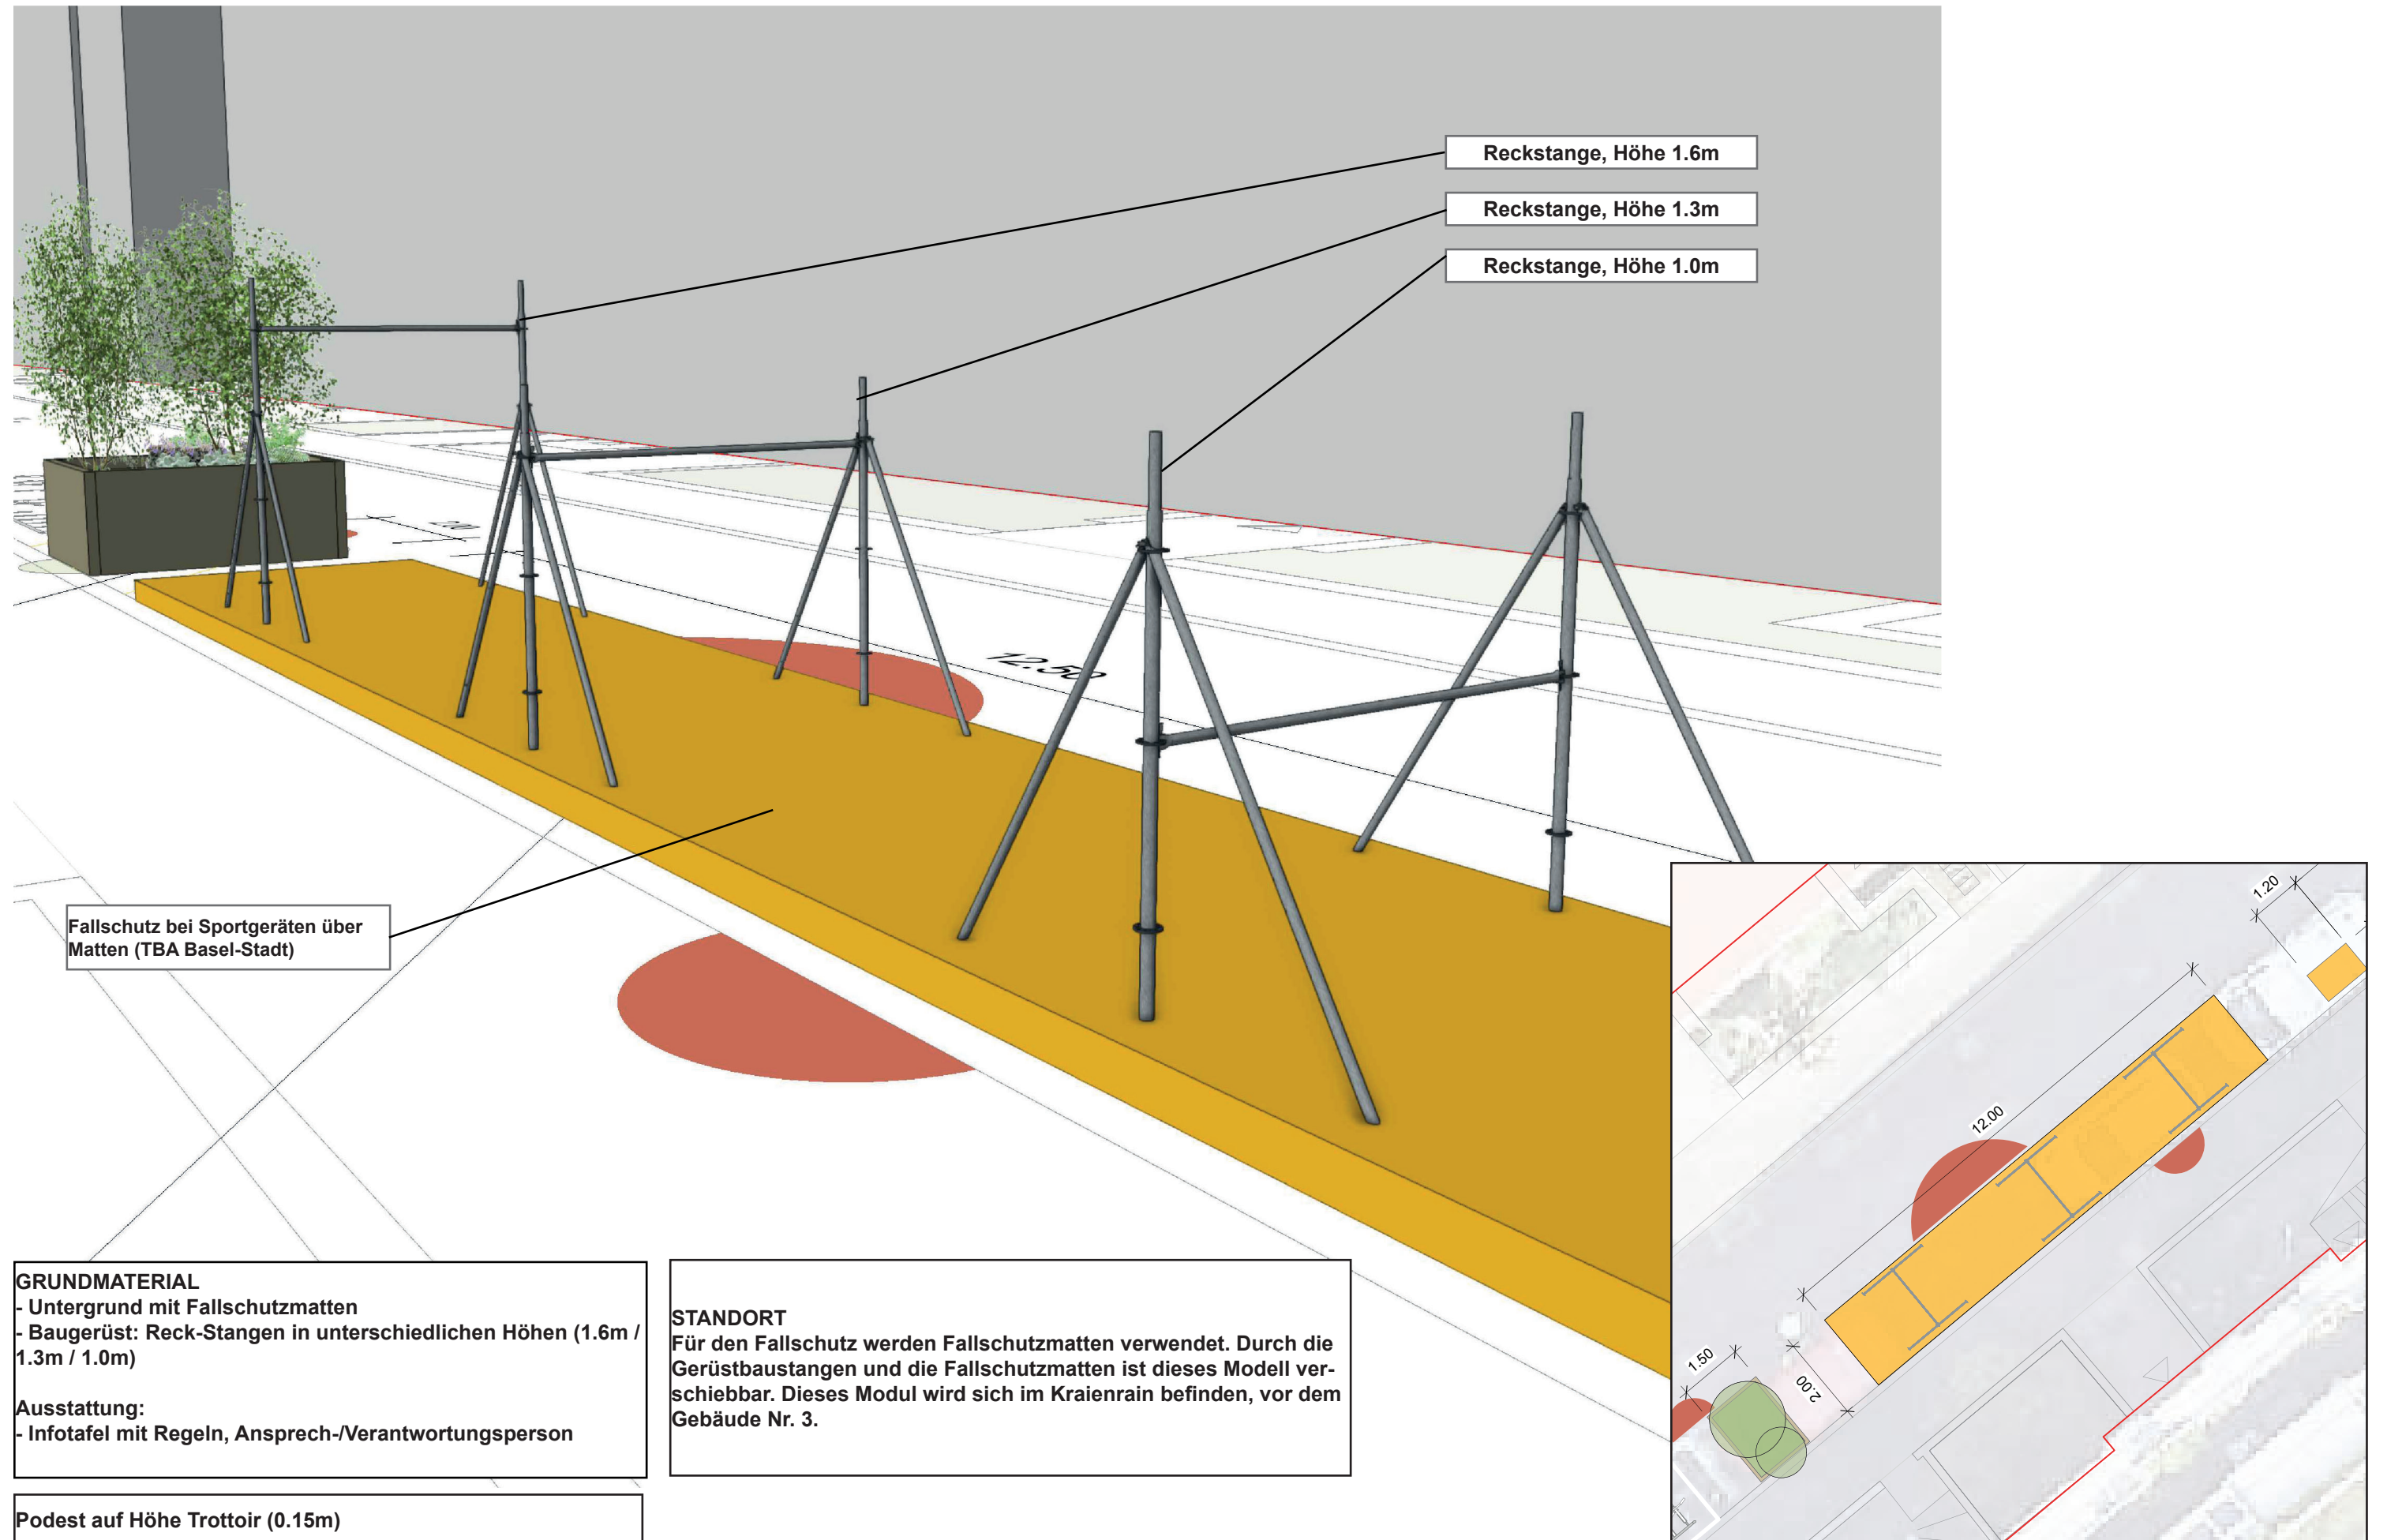 Reckstange, Höhe 1.6m
Reckstange, Höhe 1.3m
Reckstange, Höhe 1.0m
12.50
Fallschutz bei Sportgeräten über
Matten (TBA Basel-Stadt)
GRUNDMATERIAL
- Untergrund mit Fallschutzmatten
- Baugerüst: Reck-Stangen in unterschiedlichen Höhen (1.6m /
1.3m / 1.0m)
Ausstattung:
- Infotafel mit Regeln, Ansprech-/Verantwortungsperson
Podest auf Höhe Trottoir (0.15m)
STANDORT
Für den Fallschutz werden Fallschutzmatten verwendet. Durch die
Gerüstbaustangen und die Fallschutzmatten ist dieses Modell ver-
schiebbar. Dieses Modul wird sich im Kraienrain befinden, vor dem
Gebäude Nr. 3.
1.20
12.00
1.50
2.00